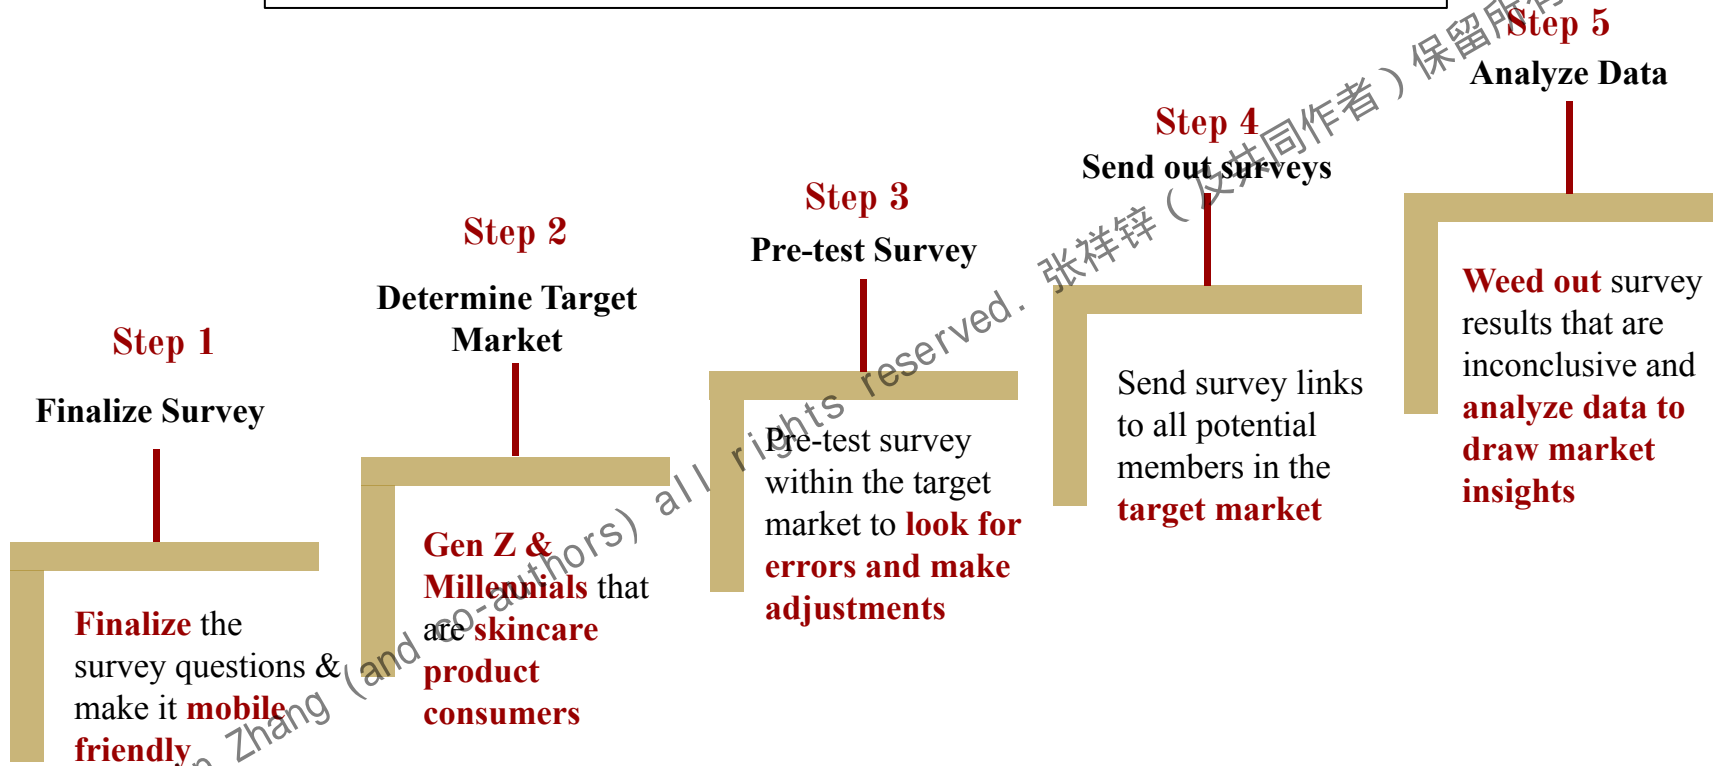 Step 1
Finalize Survey
Finalize the
survey questions &
make it mobile
friendly
Step 2
Determine Target
Market
Gen Z &
Millennials that
are skincare
product
consumers
Step 3
Pre-test Survey
Pre-test survey
within the target
market to look for
errors and make
adjustments
Step 4
Send out surveys
Send survey links
to all potential
members in the
target market
Step 5
Analyze Data
Weed out survey
results that are
inconclusive and
analyze data to
draw market
insights
Zhang (and co-authors) all rights reserved. 张祥锌（及共同作者）保留所有